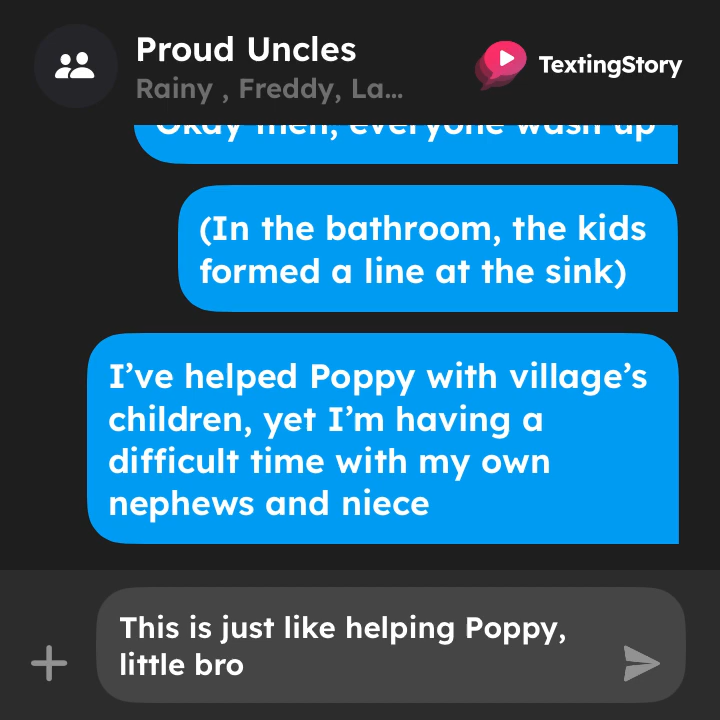 Proud Uncles
Rainy , Freddy, La...
TextingStory
Okay then, everyone wash up
(In the bathroom, the kids
formed a line at the sink)
I’ve helped Poppy with village’s
children, yet I’m having a
difficult time with my own
nephews and niece
This is just like helping Poppy,
little bro